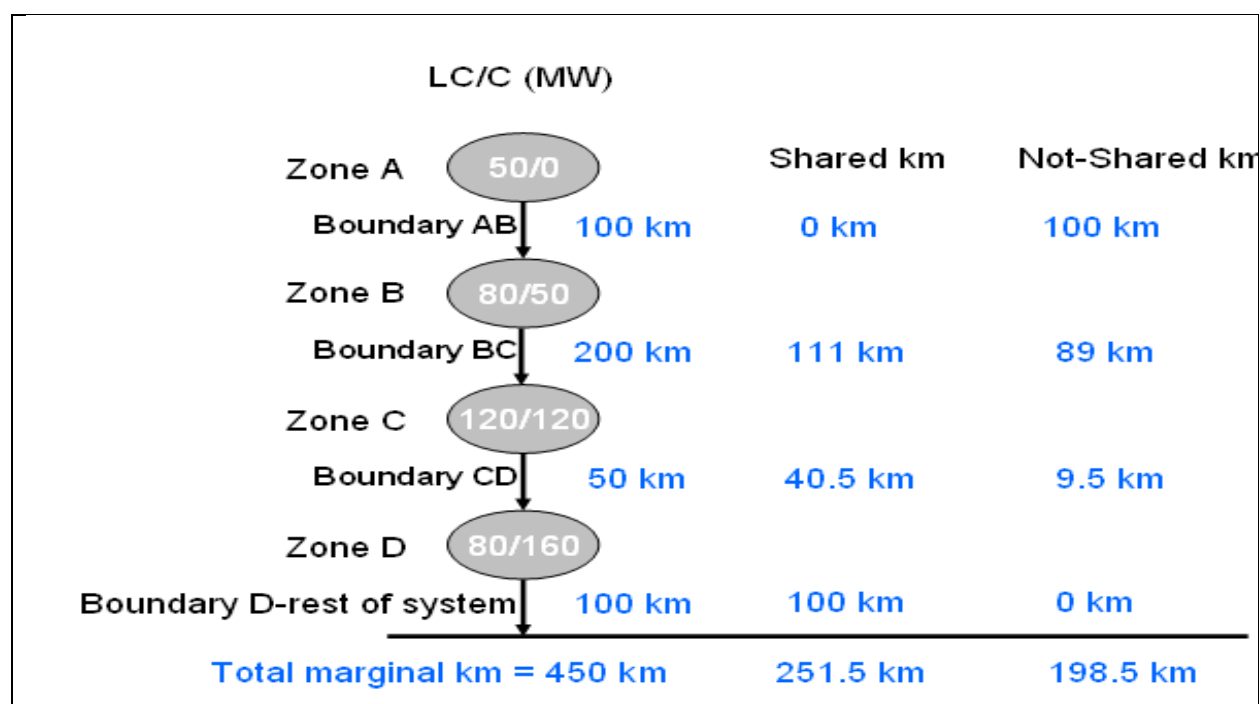 LC/C (MW)
Zone A 50/0 Shared km Not-Shared km
Boundary AB 100 km 0 km 100 km
Zone B 80/50
Boundary BC 200 km 111 km 89 km
Zone C 120/120
Boundary CD 50 km 40.5 km 9.5 km
Zone D 80/160
Boundary D-rest of system 100 km 100 km 0 km
Total marginal km = 450 km 251.5 km 198.5 km